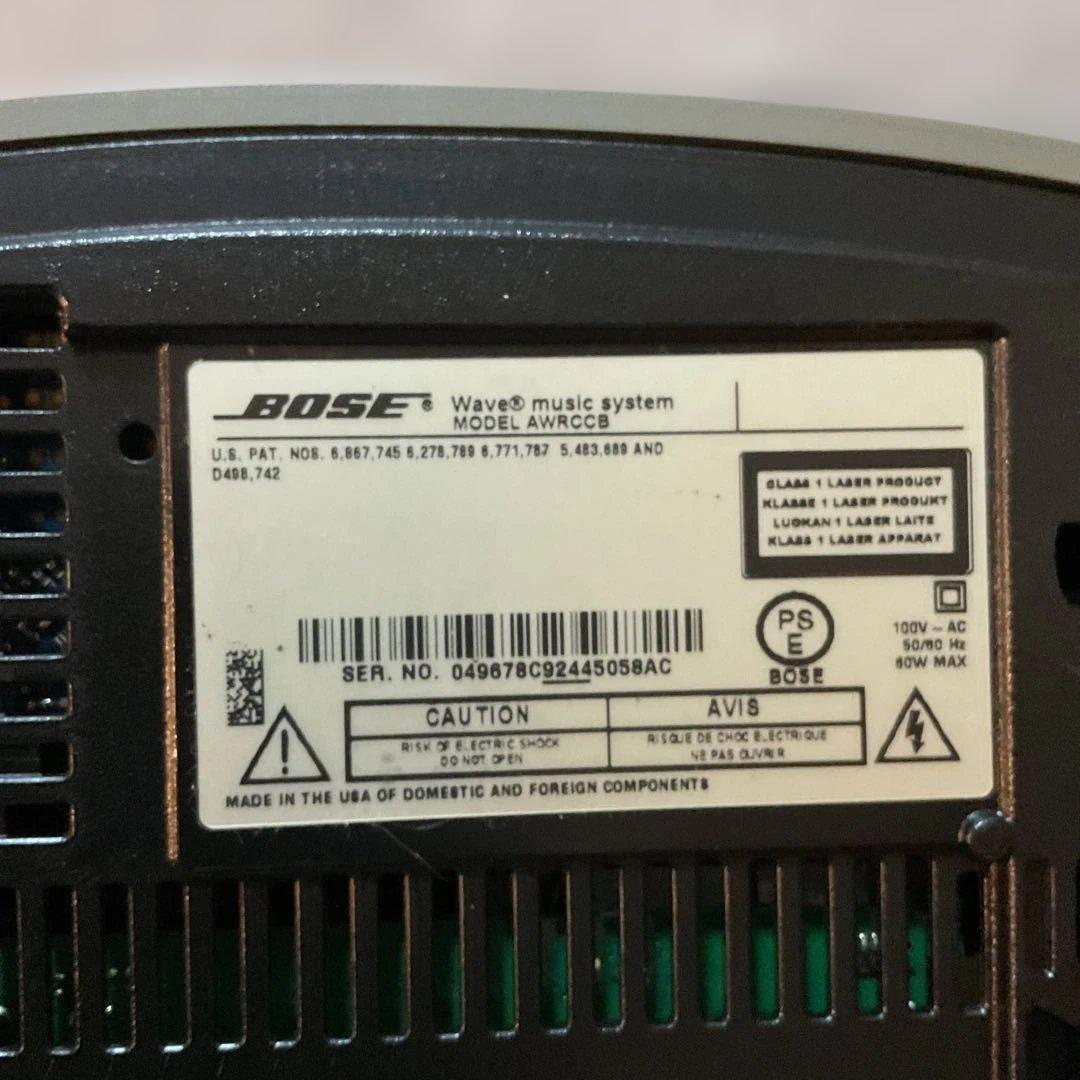 BOSE® Wave® music system
MODEL AWRCCB
U.S. PAT. NOS. 6,867,745 6,278,789 6,771,787 5,483,689 AND
D498,742
CLASS 1 LASER PRODUCT
KLASSE 1 LASER PRODUKT
LUOKAN 1 LASER LAITE
KLASS 1 LASER APPARAT
PS
E
BOSE
100V ~ AC
50/60 Hz
60W MAX
SER. NO. 049678C92445058AC
CAUTION
RISK OF ELECTRIC SHOCK
DO NOT OPEN
AVIS
RISQUE DE CHOC ELECTRIQUE
NE PAS OUVRIR
MADE IN THE USA OF DOMESTIC AND FOREIGN COMPONENTS